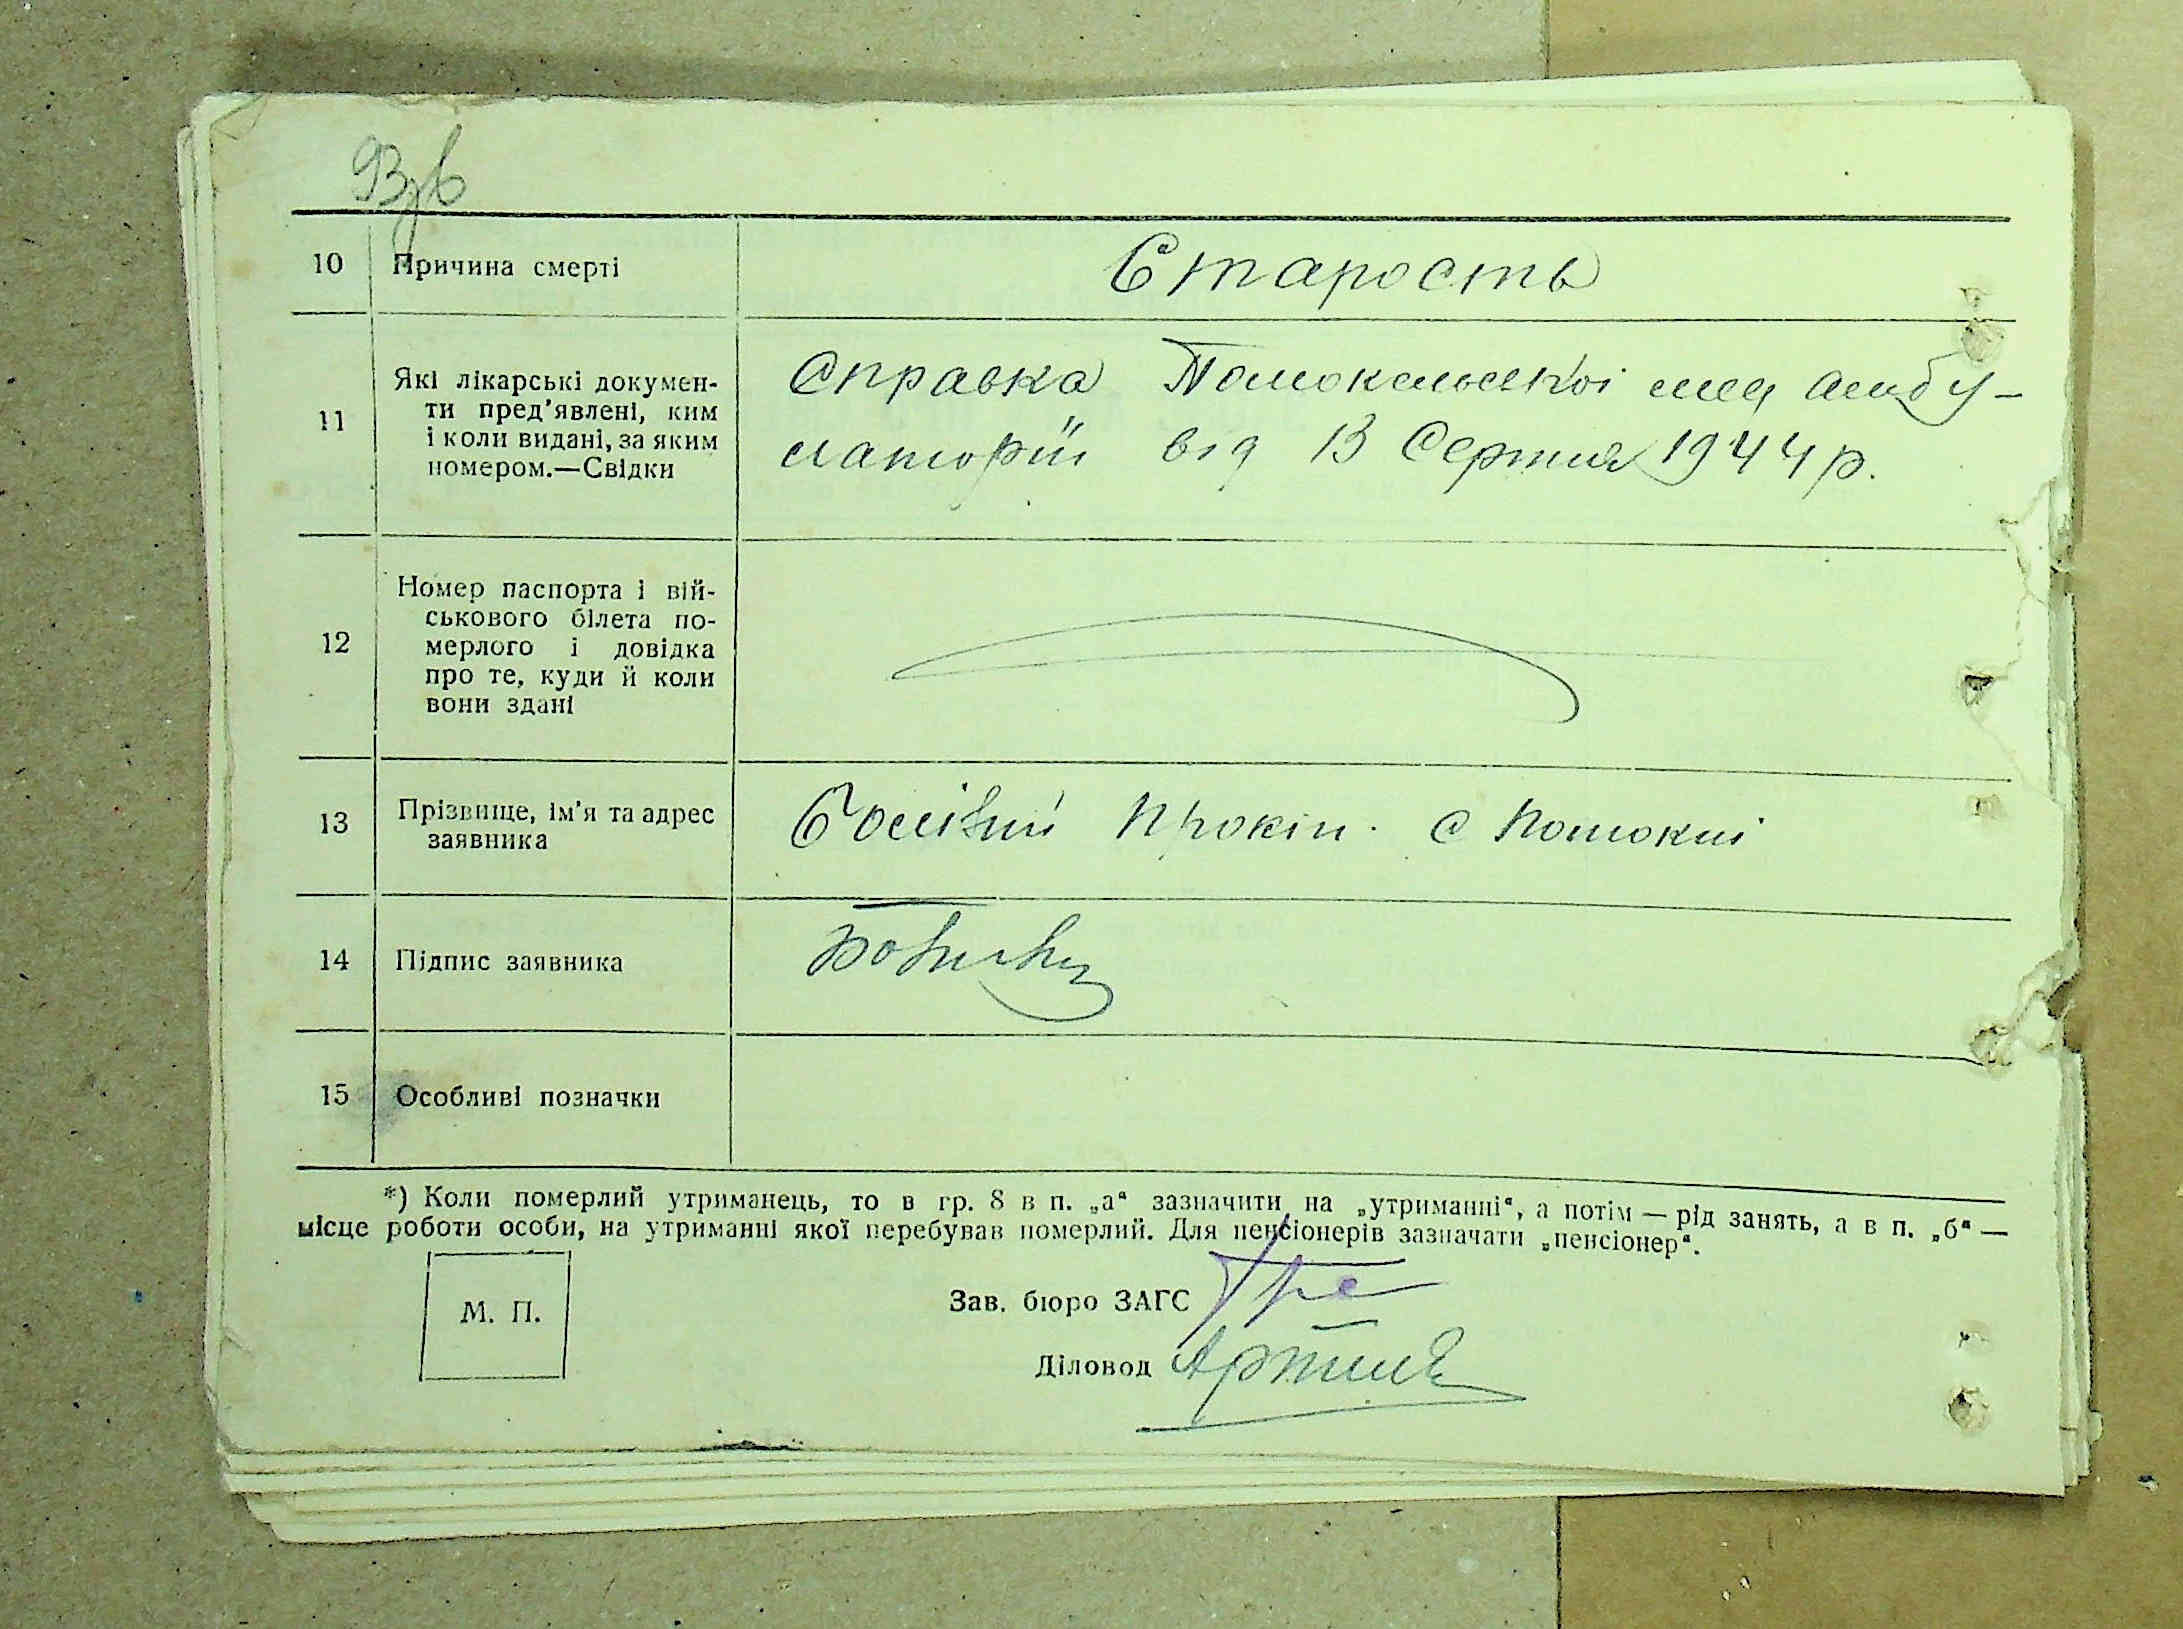 93зв
10 Причина смерті Старость
11 Які лікарські докумен-
ти пред'явлені, ким
і коли видані, за яким
номером.—Свідки
Справка Потокельської мед амбу-
латорії від 13 Серпня 1944 р.
12 Номер паспорта і вій-
ськового білета по-
мерлого і довідка
про те, куди й коли
вони здані
13 Прізвище, ім'я та адрес
заявника
Прокіп. с Потокиі
14 Підпис заявника
15 Особливі позначки
*) Коли померлий утриманець, то в гр. 8 в п. „а“ зазначити на „утриманні“, а потім — рід занять, а в п. „б“ —
місце роботи особи, на утриманні якої перебував померлий. Для пенсіонерів зазначати „пенсіонер“.
М. П.
Зав. бюро ЗАГС
Діловод